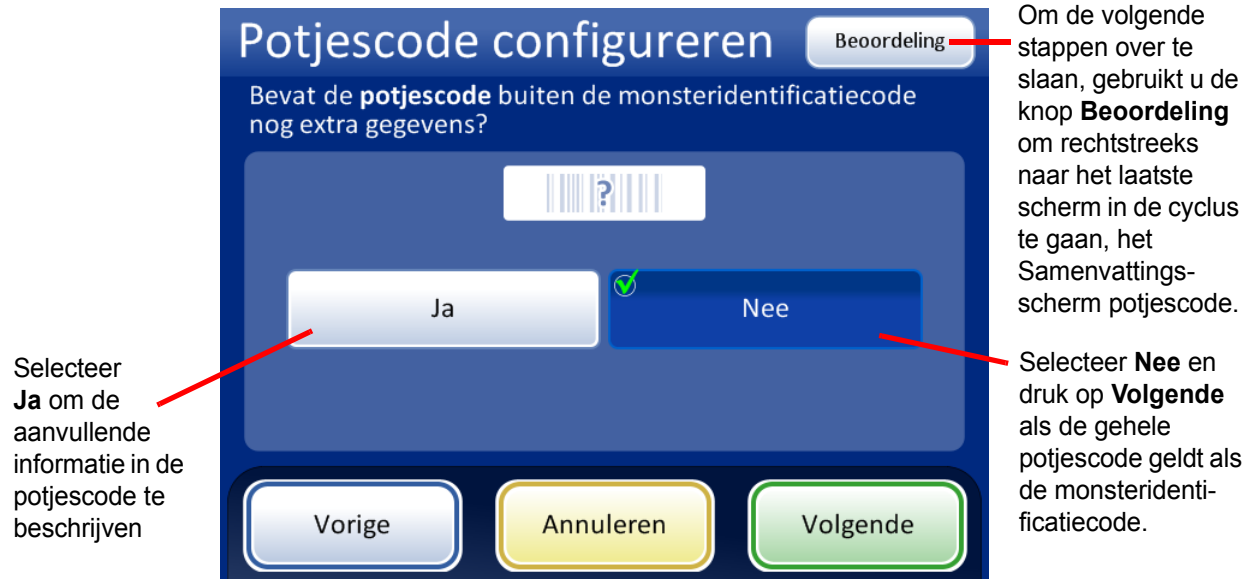 Potjescode configureren
Beoordeling
Bevat de potjescode buiten de monsteridentificatiecode
nog extra gegevens?
?
Ja
Nee
Vorige
Annuleren
Volgende
Selecteer
Ja om de
aanvullende
informatie in de
potjescode te
beschrijven
Om de volgende
stappen over te
slaan, gebruikt u de
knop Beoordeling
om rechtstreeks
naar het laatste
scherm in de cyclus
te gaan, het
Samenvattings-
scherm potjescode.
Selecteer Nee en
druk op Volgende
als de gehele
potjescode geldt als
de monsteridenti-
ficatiecode.